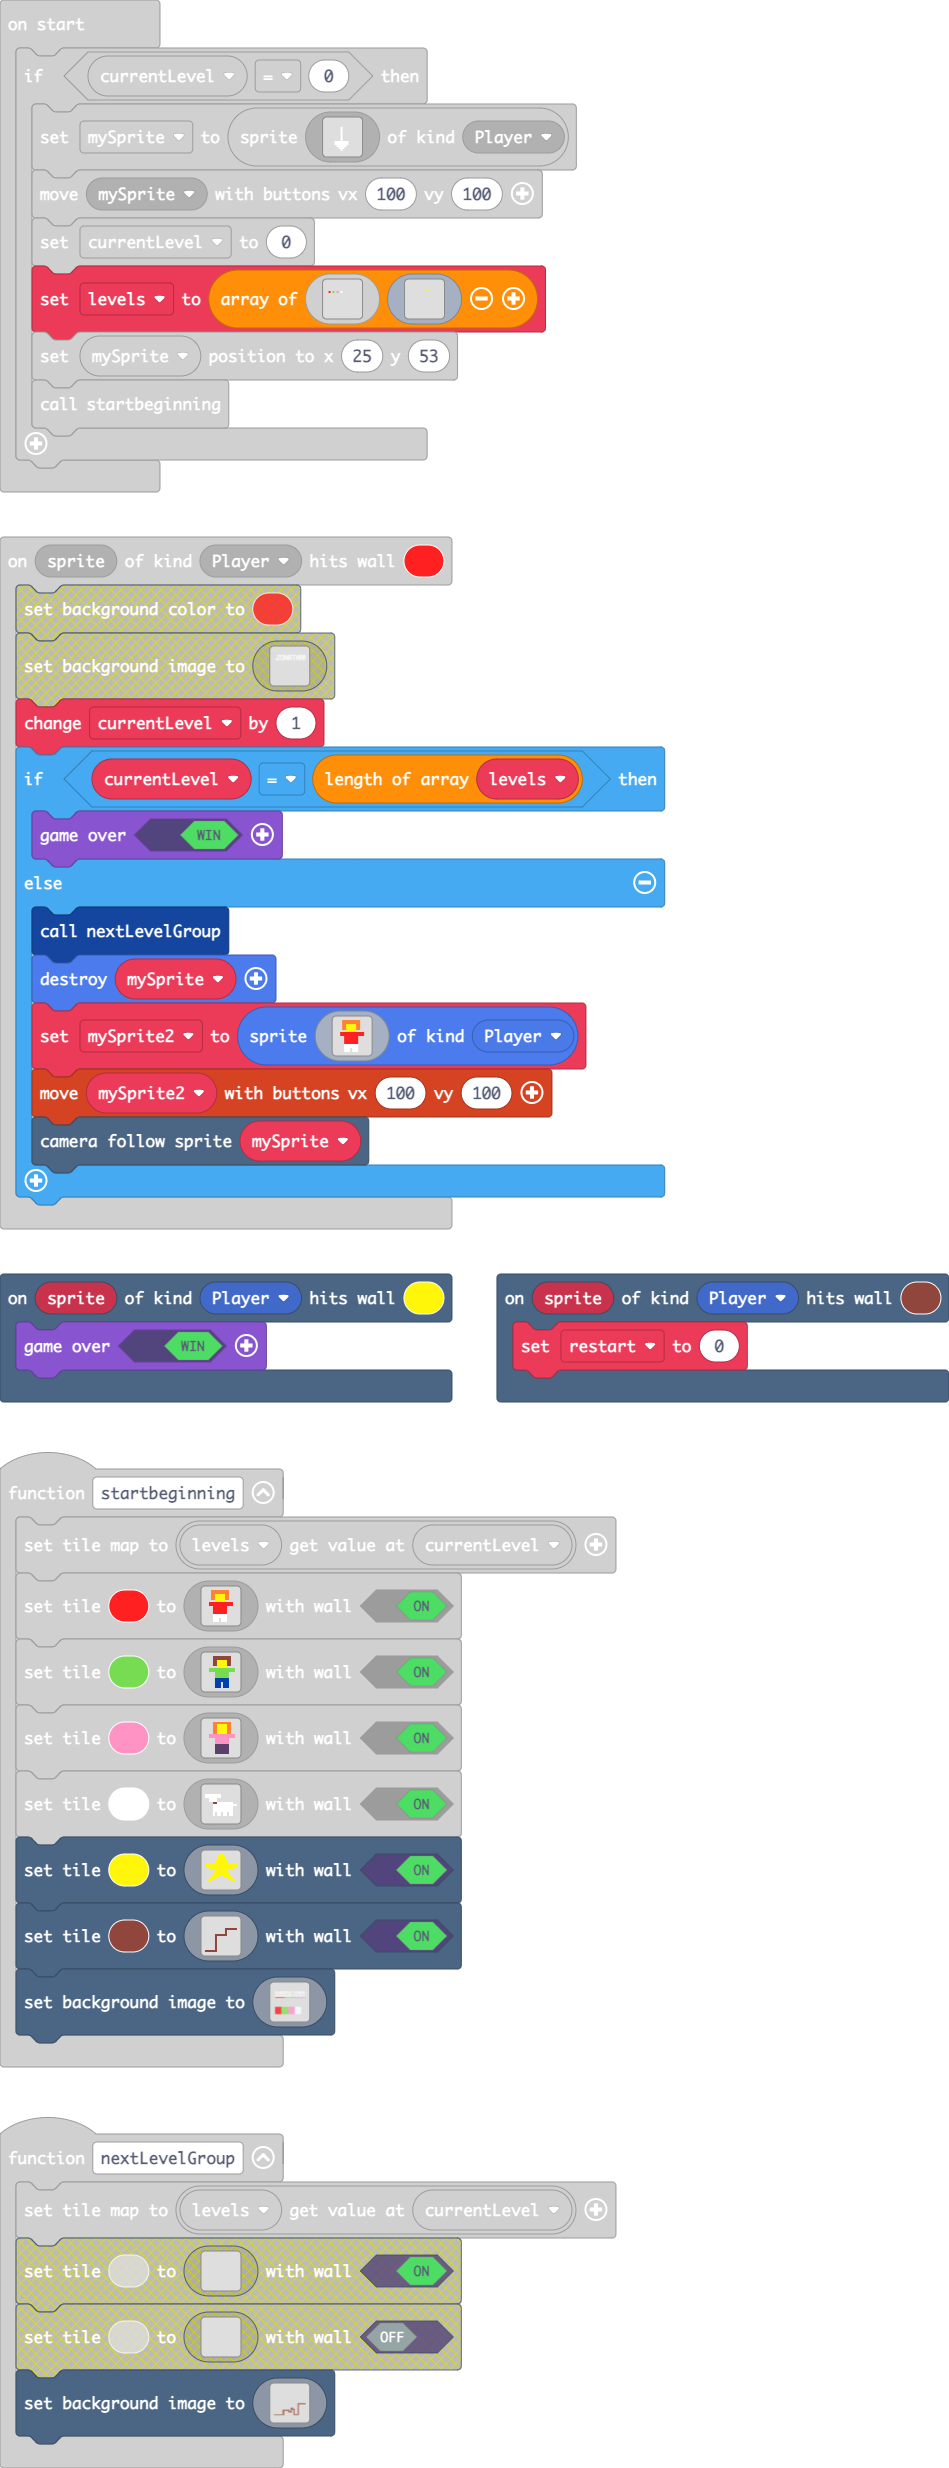 on start
if currentLevel = 0 then
set mySprite to sprite of kind Player
move mySprite with buttons vx 100 vy 100
set currentLevel to 0
set levels to array of
set mySprite position to x 25 y 53
call startbeginning
on sprite of kind Player hits wall
set background color to
set background image to
change currentLevel by 1
if currentLevel = length of array levels then
game over WIN
else
call nextLevelGroup
destroy mySprite
set mySprite2 to sprite of kind Player
move mySprite2 with buttons vx 100 vy 100
camera follow sprite mySprite
on sprite of kind Player hits wall
game over WIN
on sprite of kind Player hits wall
set restart to 0
function startbeginning
set tile map to levels get value at currentLevel
set tile to with wall ON
set tile to with wall ON
set tile to with wall ON
set tile to with wall ON
set tile to with wall ON
set tile to with wall ON
set background image to
function nextLevelGroup
set tile map to levels get value at currentLevel
set tile to with wall ON
set tile to with wall OFF
set background image to